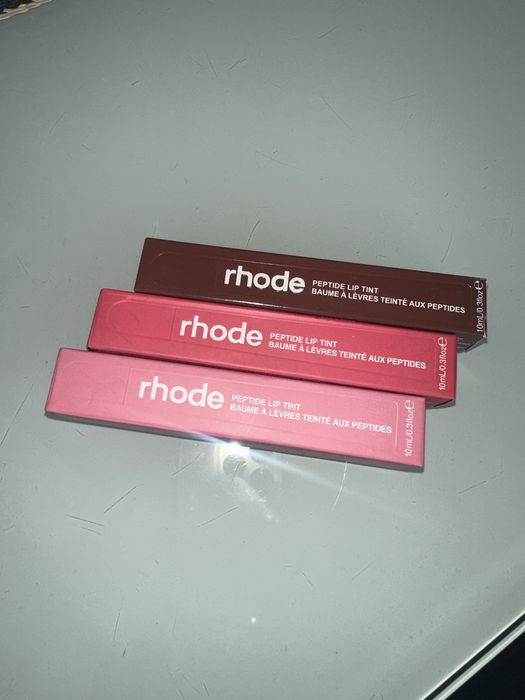 rhode
PEPTIDE LIP TINT
BAUME À LÈVRES TEINTÉ AUX PEPTIDES
10mL/0.3floz℮
rhode
PEPTIDE LIP TINT
BAUME À LÈVRES TEINTÉ AUX PEPTIDES
10mL/0.3floz℮
rhode
PEPTIDE LIP TINT
BAUME À LÈVRES TEINTÉ AUX PEPTIDES
10mL/0.3floz℮